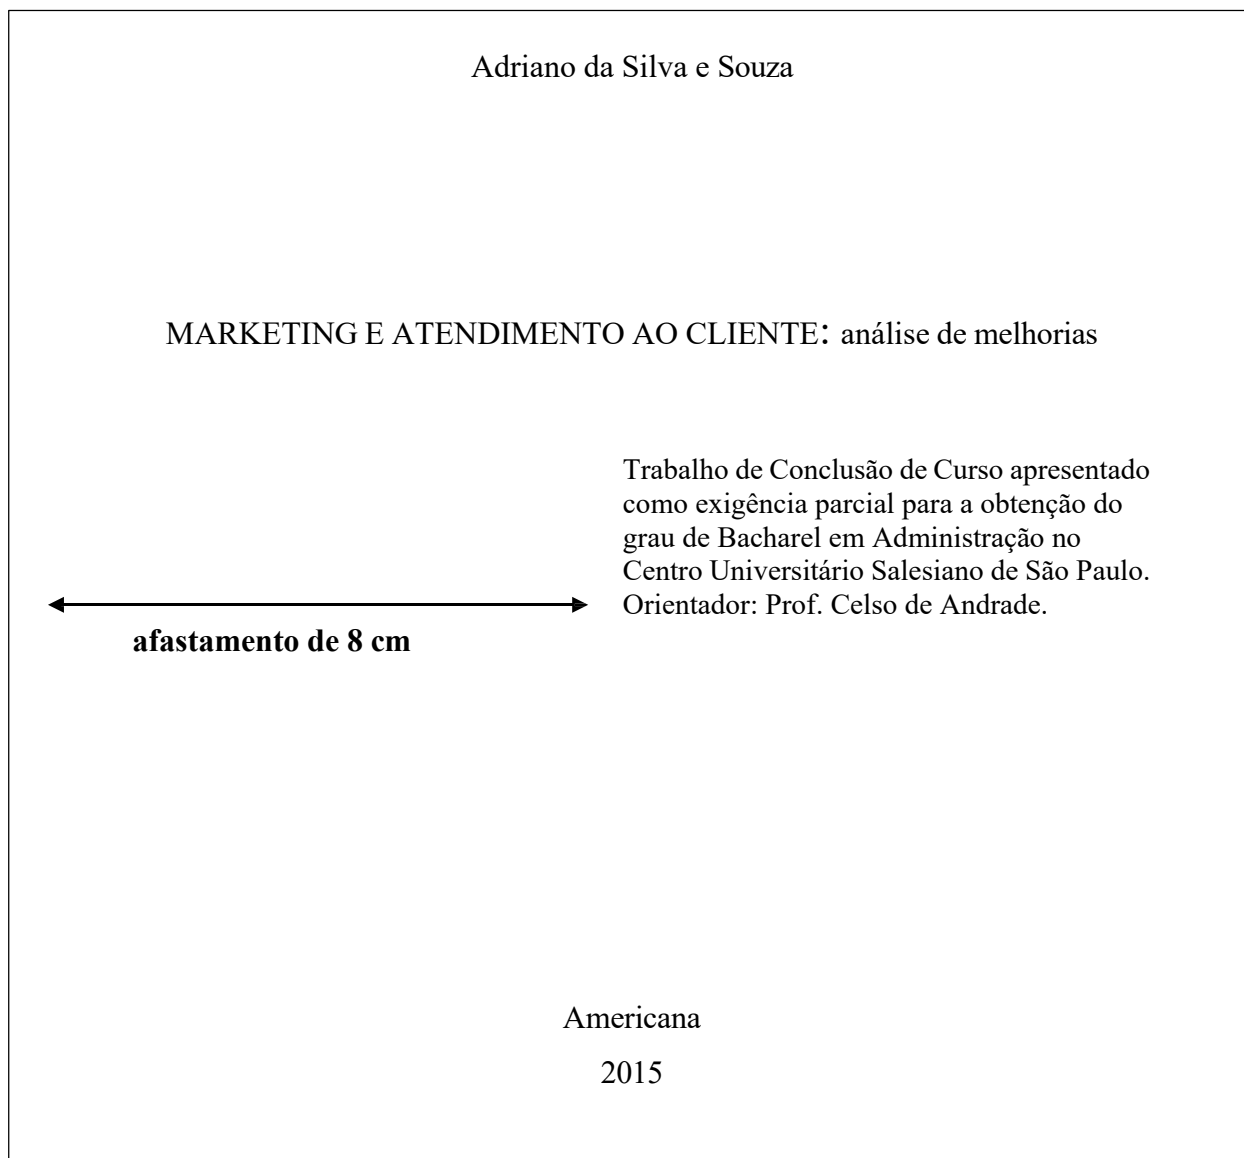 Adriano da Silva e Souza
MARKETING E ATENDIMENTO AO CLIENTE: análise de melhorias
Trabalho de Conclusão de Curso apresentado
como exigência parcial para a obtenção do
grau de Bacharel em Administração no
Centro Universitário Salesiano de São Paulo.
Orientador: Prof. Celso de Andrade.
afastamento de 8 cm
Americana
2015